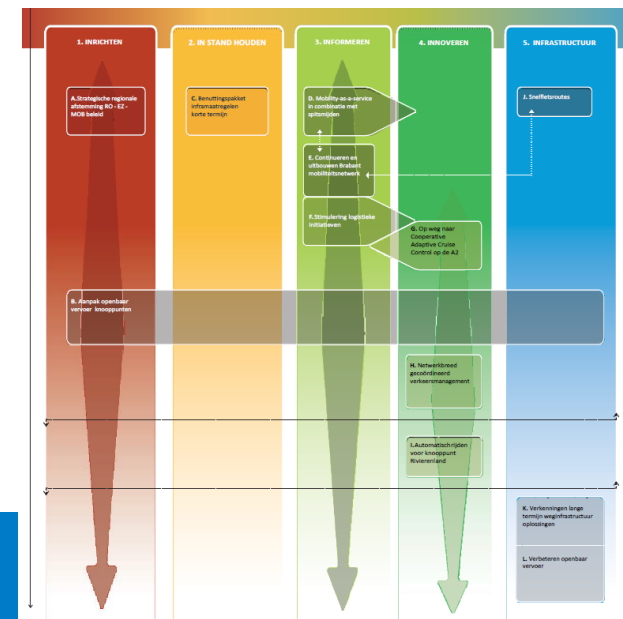 1. INRICHTEN
2. IN STAND HOUDEN
3. INFORMEREN
4. INNOVEREN
5. INFRASTRUCTUUR
A.Strategische regionale
afstemming RO - EZ -
MOB beleid
C. Benuttingspakket
inframaatregelen
korte termijn
D. Mobility-as-a-service
in combinatie met
spitsmijden
J. Snelfietsroutes
E. Continueren en
uitbouwen Brabant
mobiliteitsnetwerk
F.Stimulering logistieke
initiatieven
G. Op weg naar
Cooperative
Adaptive Cruise
Control op de A2
B. Aanpak openbaar
vervoer knooppunten
H. Netwerkbreed
gecoördineerd
verkeersmanagement
I.Automatischrijden
voor knooppunt
Rivierenland
K. Verkenningen lange
termijn weginfrastructuur
oplossingen
L. Verbeteren openbaar
vervoer